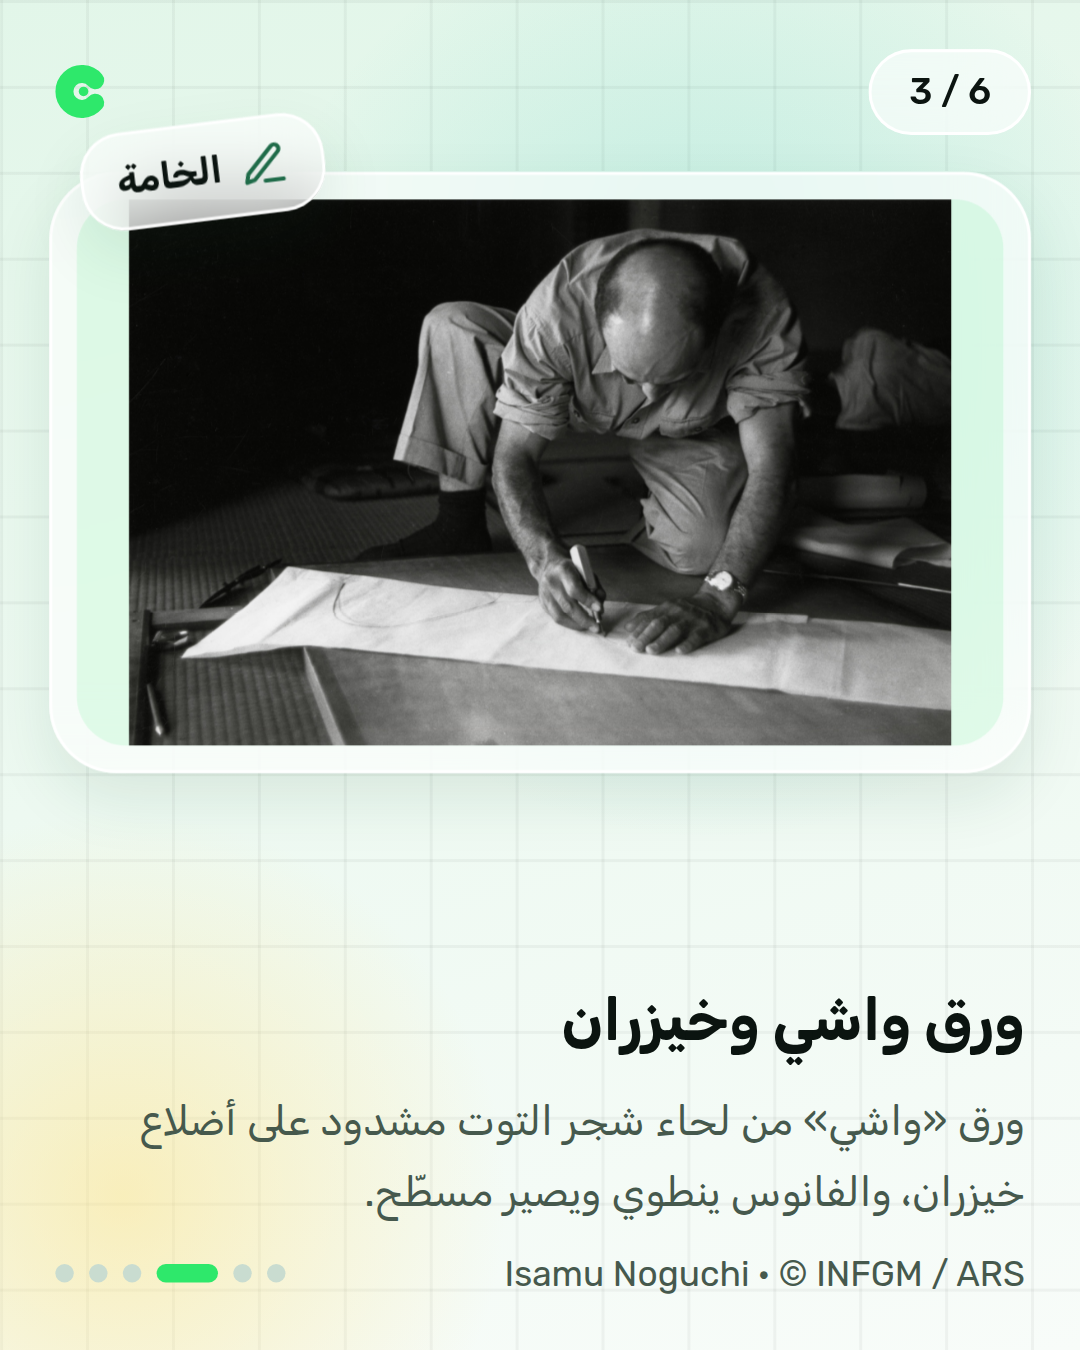 3 / 6
الخامة
ورق واشي وخيزران
ورق «واشي» من لحاء شجر التوت مشدود على أضلاع
خيزران، والفانوس ينطوي ويصير مسطّح.
Isamu Noguchi • © INFGM / ARS